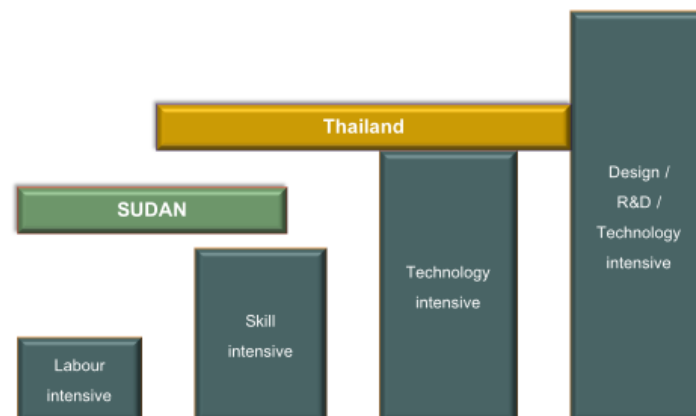 Thailand
SUDAN
Labour
intensive
Skill
intensive
Technology
intensive
Design /
R&D /
Technology
intensive